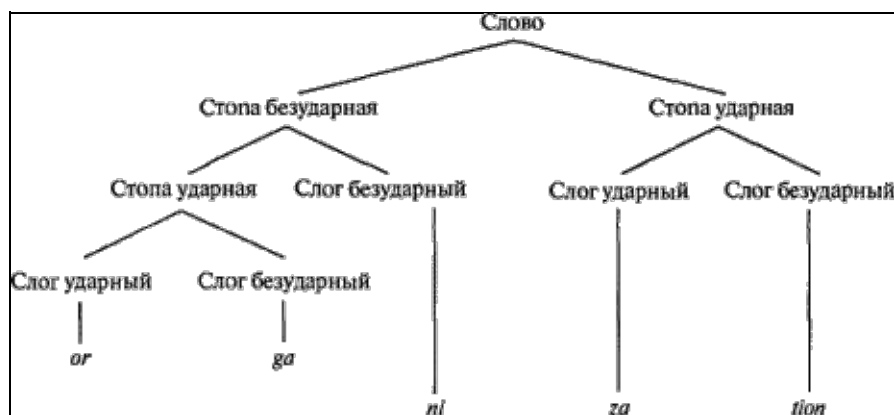 Слово
Стопа безударная Стопа ударная
Стопа ударная Слог безударный Слог ударный Слог безударный
Слог ударный Слог безударный
or ga
ni za tion